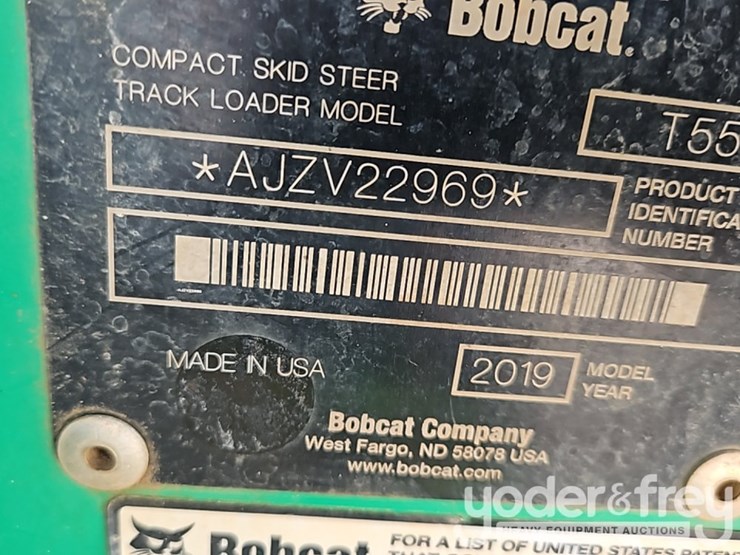 Bobcat
COMPACT SKID STEER
TRACK LOADER MODEL
T55
*AJZV22969*
PRODUCT
IDENTIFICA
NUMBER
MADE IN USA
2019
MODEL
YEAR
Bobcat Company
West Fargo, ND 58078 USA
www.bobcat.com
yoder&frey
HEAVY EQUIPMENT AUCTIONS
Bobcat
FOR A LIST OF UNITED STATES PATEN